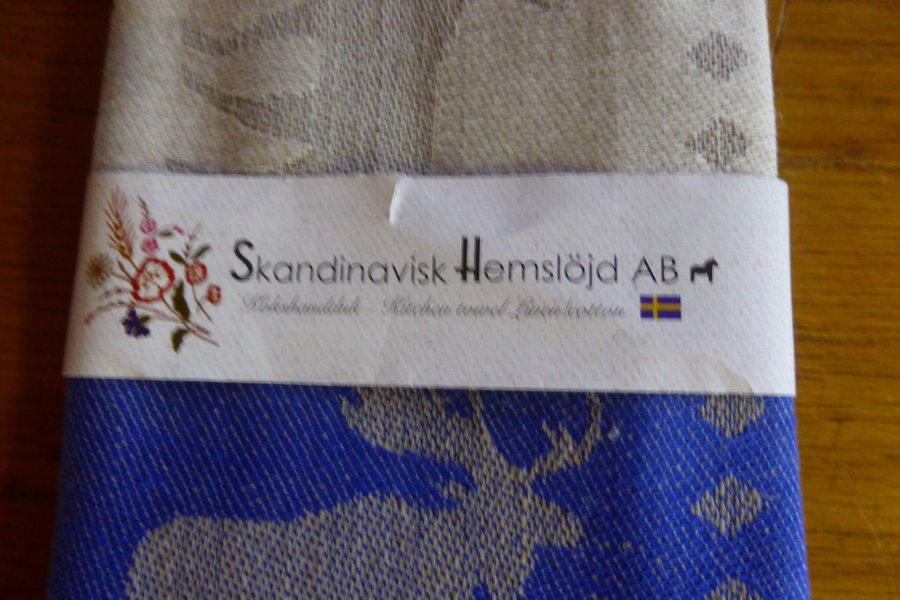 Skandinavisk Hemslöjd AB
Kökshandduk - Kitchen towel Linen/cotton